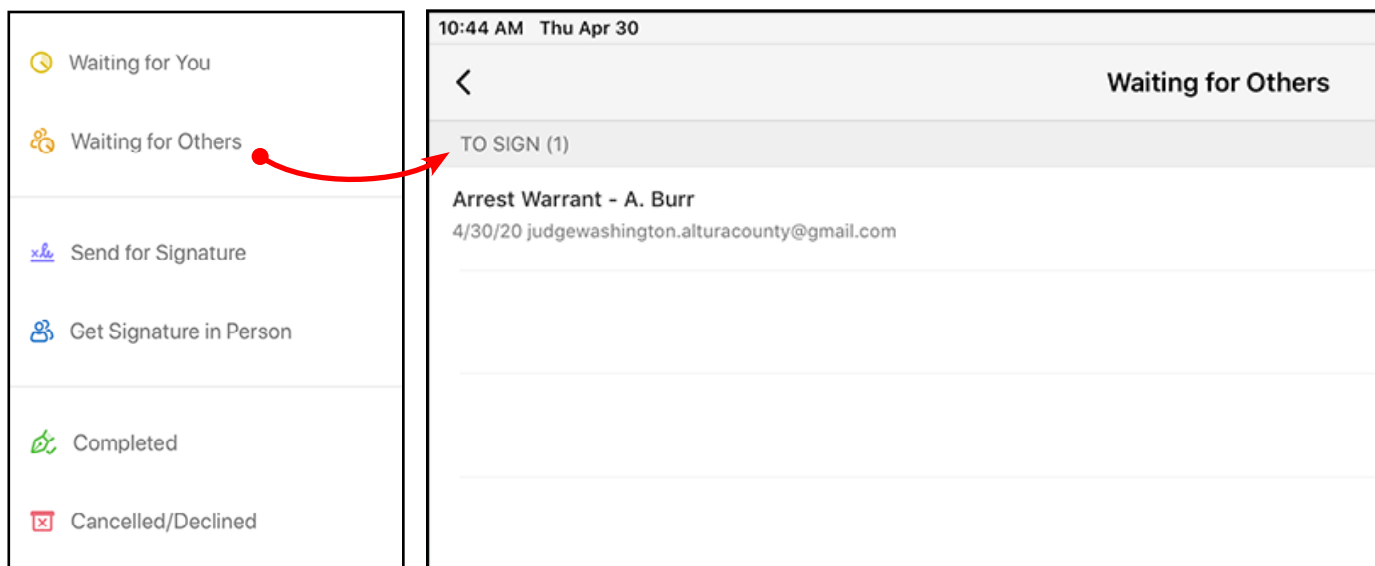 Waiting for You
Waiting for Others
Send for Signature
Get Signature in Person
Completed
Cancelled/Declined
10:44 AM Thu Apr 30
Waiting for Others
TO SIGN (1)
Arrest Warrant - A. Burr
4/30/20 judgewashington.alturacounty@gmail.com